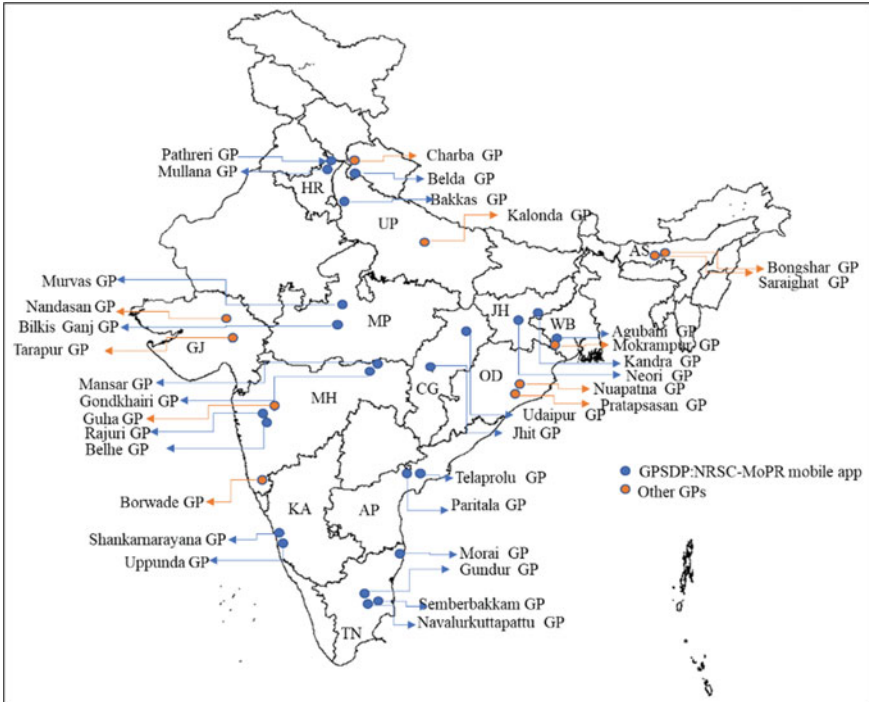 Pathreri GP
Charba GP
Mullana GP
HR
Belda GP
Bakkas GP
UP
Kalonda GP
AS
Bongshar GP
Saraighat GP
Murvas GP
Nandasan GP
Bilkis Ganj GP
MP
JH
WB
Agubani GP
Tarapur GP
GJ
Mokrampur GP
Kandra GP
Mansar GP
CG
OD
Neori GP
Gondkhairi GP
MH
Nuapatna GP
Guha GP
Pratapsasan GP
Rajuri GP
Udaipur GP
Belhe GP
Jhit GP
GPSDP:NRSC-MoPR mobile app
Other GPs
Telaprolu GP
Borwade GP
KA
AP
Paritala GP
Shankarnarayana GP
Morai GP
Uppunda GP
Gundur GP
Semberbakkam GP
Navalurkuttapattu GP
TN